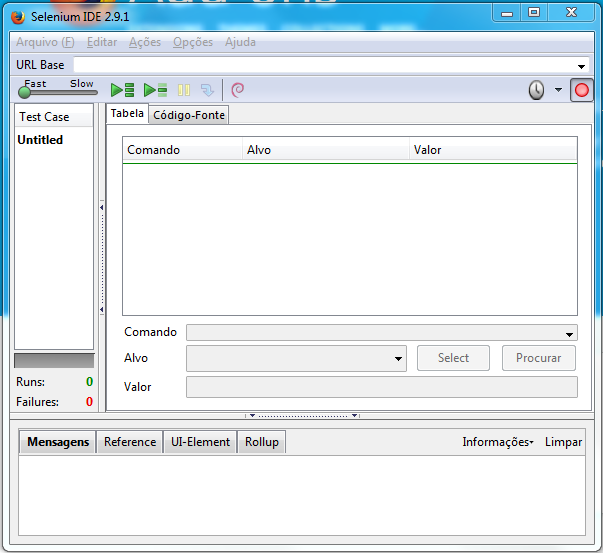 Selenium IDE 2.9.1
Arquivo (F) Editar Ações Opções Ajuda
URL Base
Fast Slow
Test Case
Untitled
Tabela Código-Fonte
Comando Alvo Valor
Comando
Alvo Select Procurar
Valor
Runs: 0
Failures: 0
Mensagens Reference UI-Element Rollup Informações Limpar